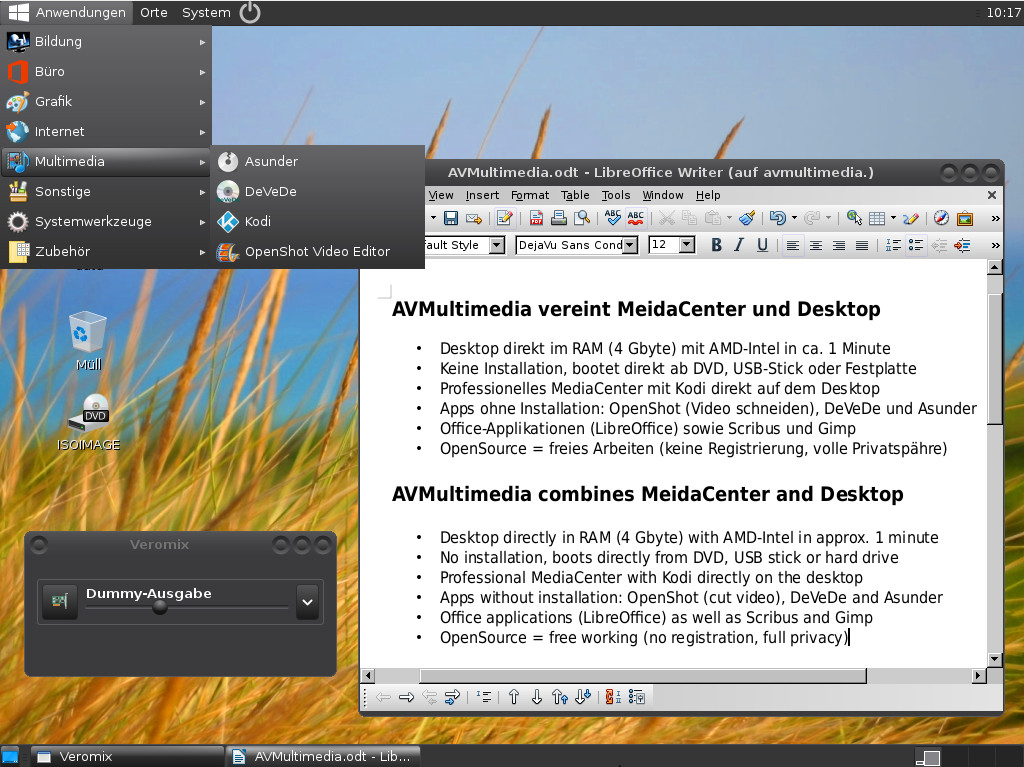 Anwendungen Orte System 10:17
Bildung
Büro
Grafik
Internet
Multimedia
Sonstige
Systemwerkzeuge
Zubehör
Asunder
DeVeDe
Kodi
OpenShot Video Editor
Müll
DVD
ISOIMAGE
AVMultimedia.odt - LibreOffice Writer (auf avmultimedia.)
View Insert Format Table Tools Window Help
ABC ABC
fault Style DejaVu Sans Cond 12 B I U
AVMultimedia vereint MeidaCenter und Desktop
• Desktop direkt im RAM (4 Gbyte) mit AMD-Intel in ca. 1 Minute
• Keine Installation, bootet direkt ab DVD, USB-Stick oder Festplatte
• Professionelles MediaCenter mit Kodi direkt auf dem Desktop
• Apps ohne Installation: OpenShot (Video schneiden), DeVeDe und Asunder
• Office-Applikationen (LibreOffice) sowie Scribus und Gimp
• OpenSource = freies Arbeiten (keine Registrierung, volle Privatspähre)
AVMultimedia combines MeidaCenter and Desktop
• Desktop directly in RAM (4 Gbyte) with AMD-Intel in approx. 1 minute
• No installation, boots directly from DVD, USB stick or hard drive
• Professional MediaCenter with Kodi directly on the desktop
• Apps without installation: OpenShot (cut video), DeVeDe and Asunder
• Office applications (LibreOffice) as well as Scribus and Gimp
• OpenSource = free working (no registration, full privacy)
Veromix
Dummy-Ausgabe
Veromix AVMultimedia.odt - Lib...